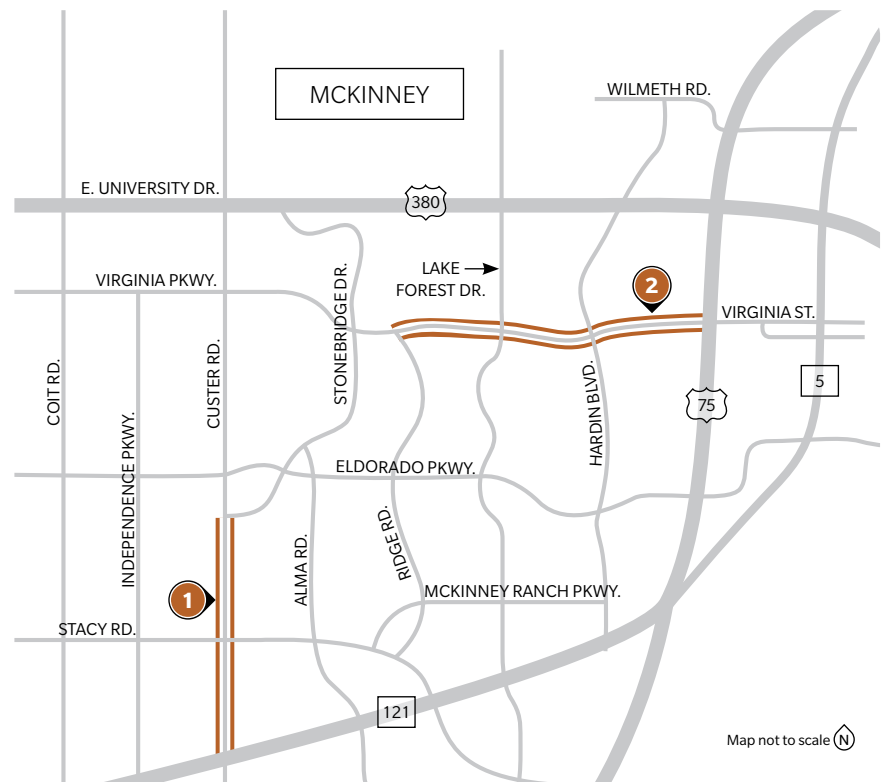 MCKINNEY
WILMETH RD.
E. UNIVERSITY DR.
380
LAKE
FOREST DR.
VIRGINIA PKWY.
2
VIRGINIA ST.
STONEBRIDGE DR.
COIT RD.
CUSTER RD.
HARDIN BLVD.
5
75
INDEPENDENCE PKWY.
ELDORADO PKWY.
ALMA RD.
RIDGE RD.
1
MCKINNEY RANCH PKWY.
STACY RD.
121
Map not to scale N